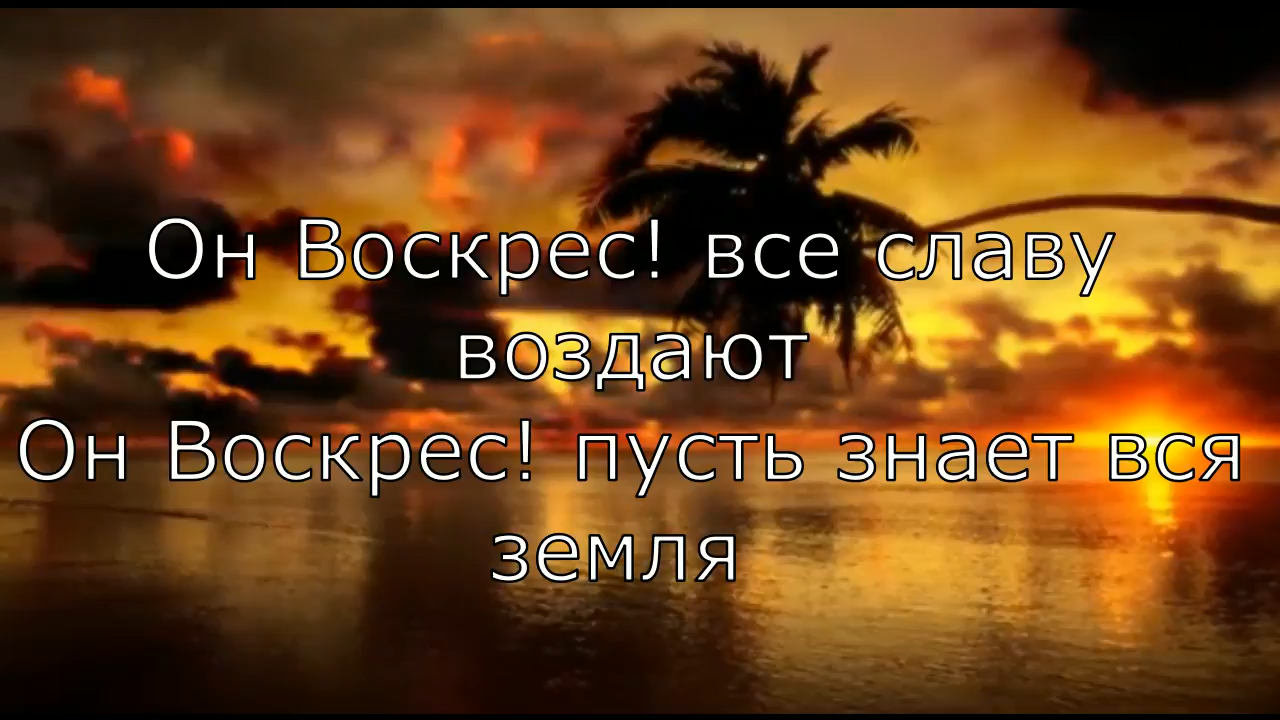 Он Воскрес! все славу
воздают
Он Воскрес! пусть знает вся
земля